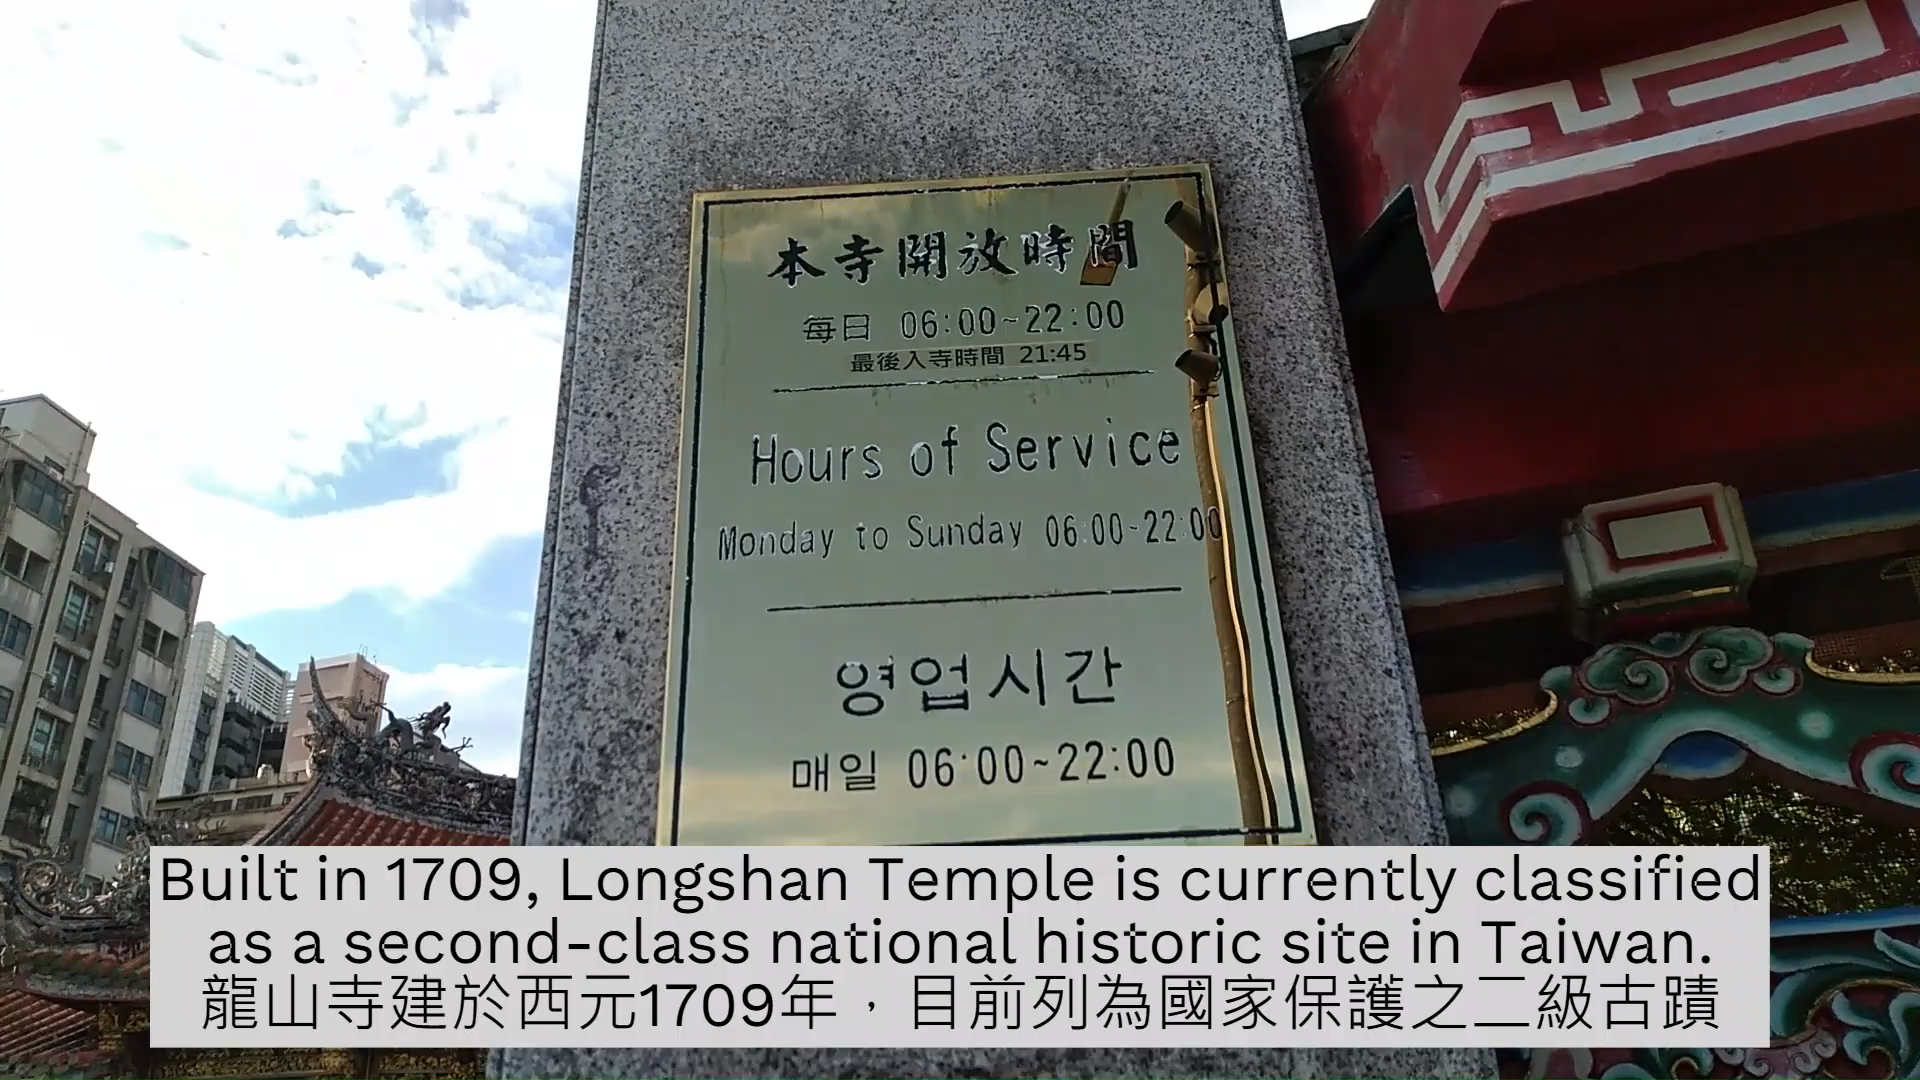 本寺開放時間
每日 06:00~22:00
最後入寺時間 21:45
Hours of Service
Monday to Sunday 06:00~22:00
영업시간
매일 06:00~22:00
Built in 1709, Longshan Temple is currently classified
as a second-class national historic site in Taiwan.
龍山寺建於西元1709年，目前列為國家保護之二級古蹟